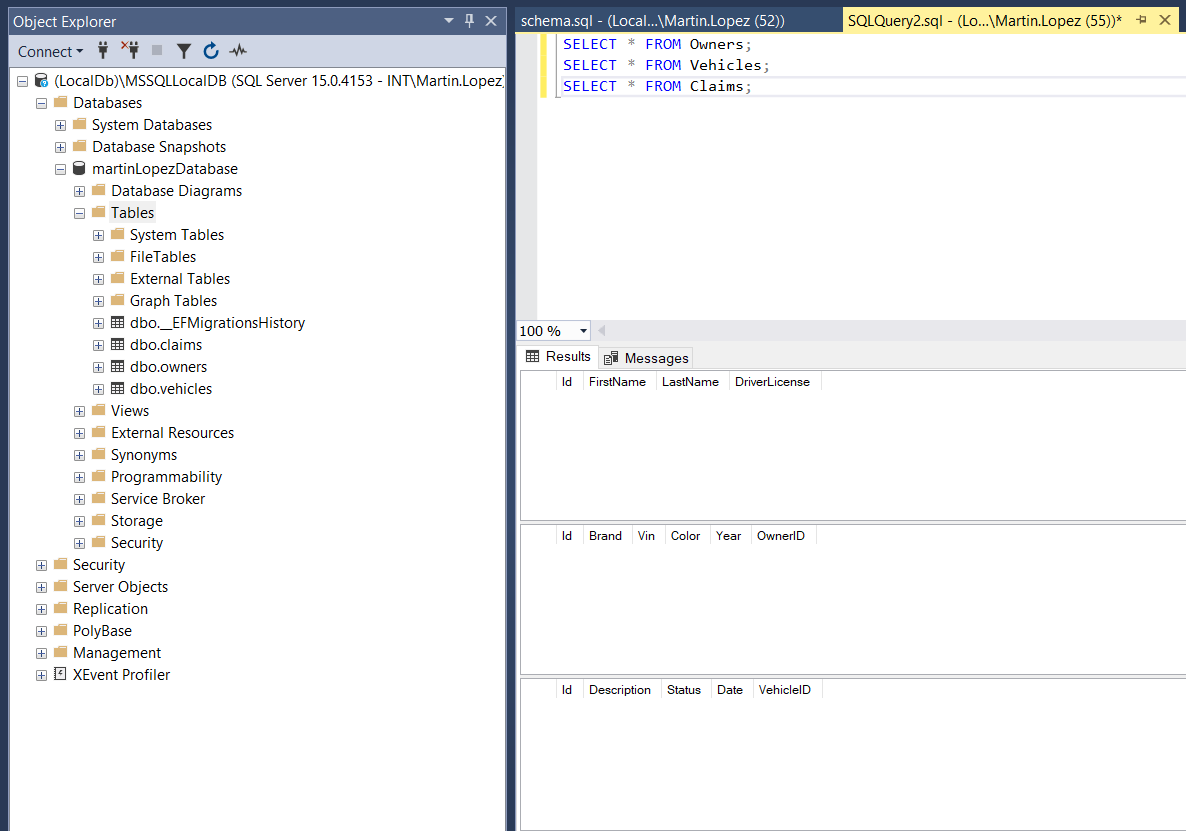 Object Explorer
Connect
(LocalDb)\MSSQLLocalDB (SQL Server 15.0.4153 - INT\Martin.Lopez)
Databases
System Databases
Database Snapshots
martinLopezDatabase
Database Diagrams
Tables
System Tables
FileTables
External Tables
Graph Tables
dbo.__EFMigrationsHistory
dbo.claims
dbo.owners
dbo.vehicles
Views
External Resources
Synonyms
Programmability
Service Broker
Storage
Security
Security
Server Objects
Replication
PolyBase
Management
XEvent Profiler
schema.sql - (Local...\Martin.Lopez (52))
SQLQuery2.sql - (Lo...\Martin.Lopez (55))*
SELECT * FROM Owners;
SELECT * FROM Vehicles;
SELECT * FROM Claims;
100 %
Results Messages
Id FirstName LastName DriverLicense
Id Brand Vin Color Year OwnerID
Id Description Status Date VehicleID